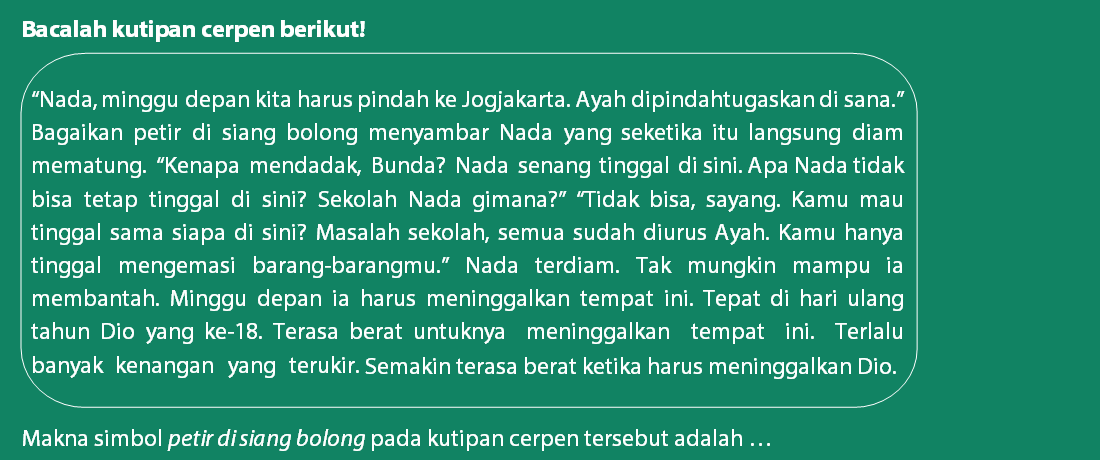 Bacalah kutipan cerpen berikut!
“Nada, minggu depan kita harus pindah ke Jogjakarta. Ayah dipindahtugaskan di sana.”
Bagaikan petir di siang bolong menyambar Nada yang seketika itu langsung diam
mematung. “Kenapa mendadak, Bunda? Nada senang tinggal di sini. Apa Nada tidak
bisa tetap tinggal di sini? Sekolah Nada gimana?” “Tidak bisa, sayang. Kamu mau
tinggal sama siapa di sini? Masalah sekolah, semua sudah diurus Ayah. Kamu hanya
tinggal mengemasi barang-barangmu.” Nada terdiam. Tak mungkin mampu ia
membantah. Minggu depan ia harus meninggalkan tempat ini. Tepat di hari ulang
tahun Dio yang ke-18. Terasa berat untuknya meninggalkan tempat ini. Terlalu
banyak kenangan yang terukir. Semakin terasa berat ketika harus meninggalkan Dio.
Makna simbol petir di siang bolong pada kutipan cerpen tersebut adalah …